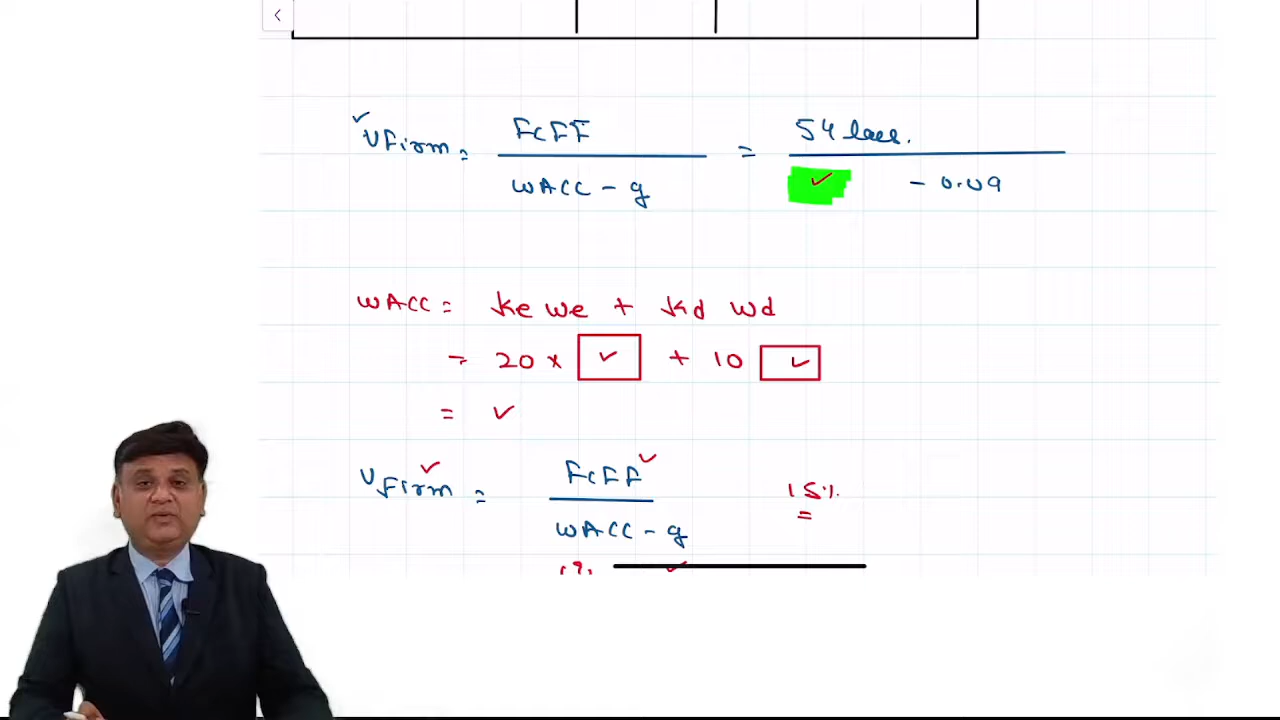 ✓ VFirm = FCFF / WACC - g = 54 lacs. / ✓ - 0.09
WACC = Ke We + Kd Wd
= 20 x ✓ + 10 ✓
= ✓
VFirm ✓ = FCFF ✓ / WACC - g
15%
=